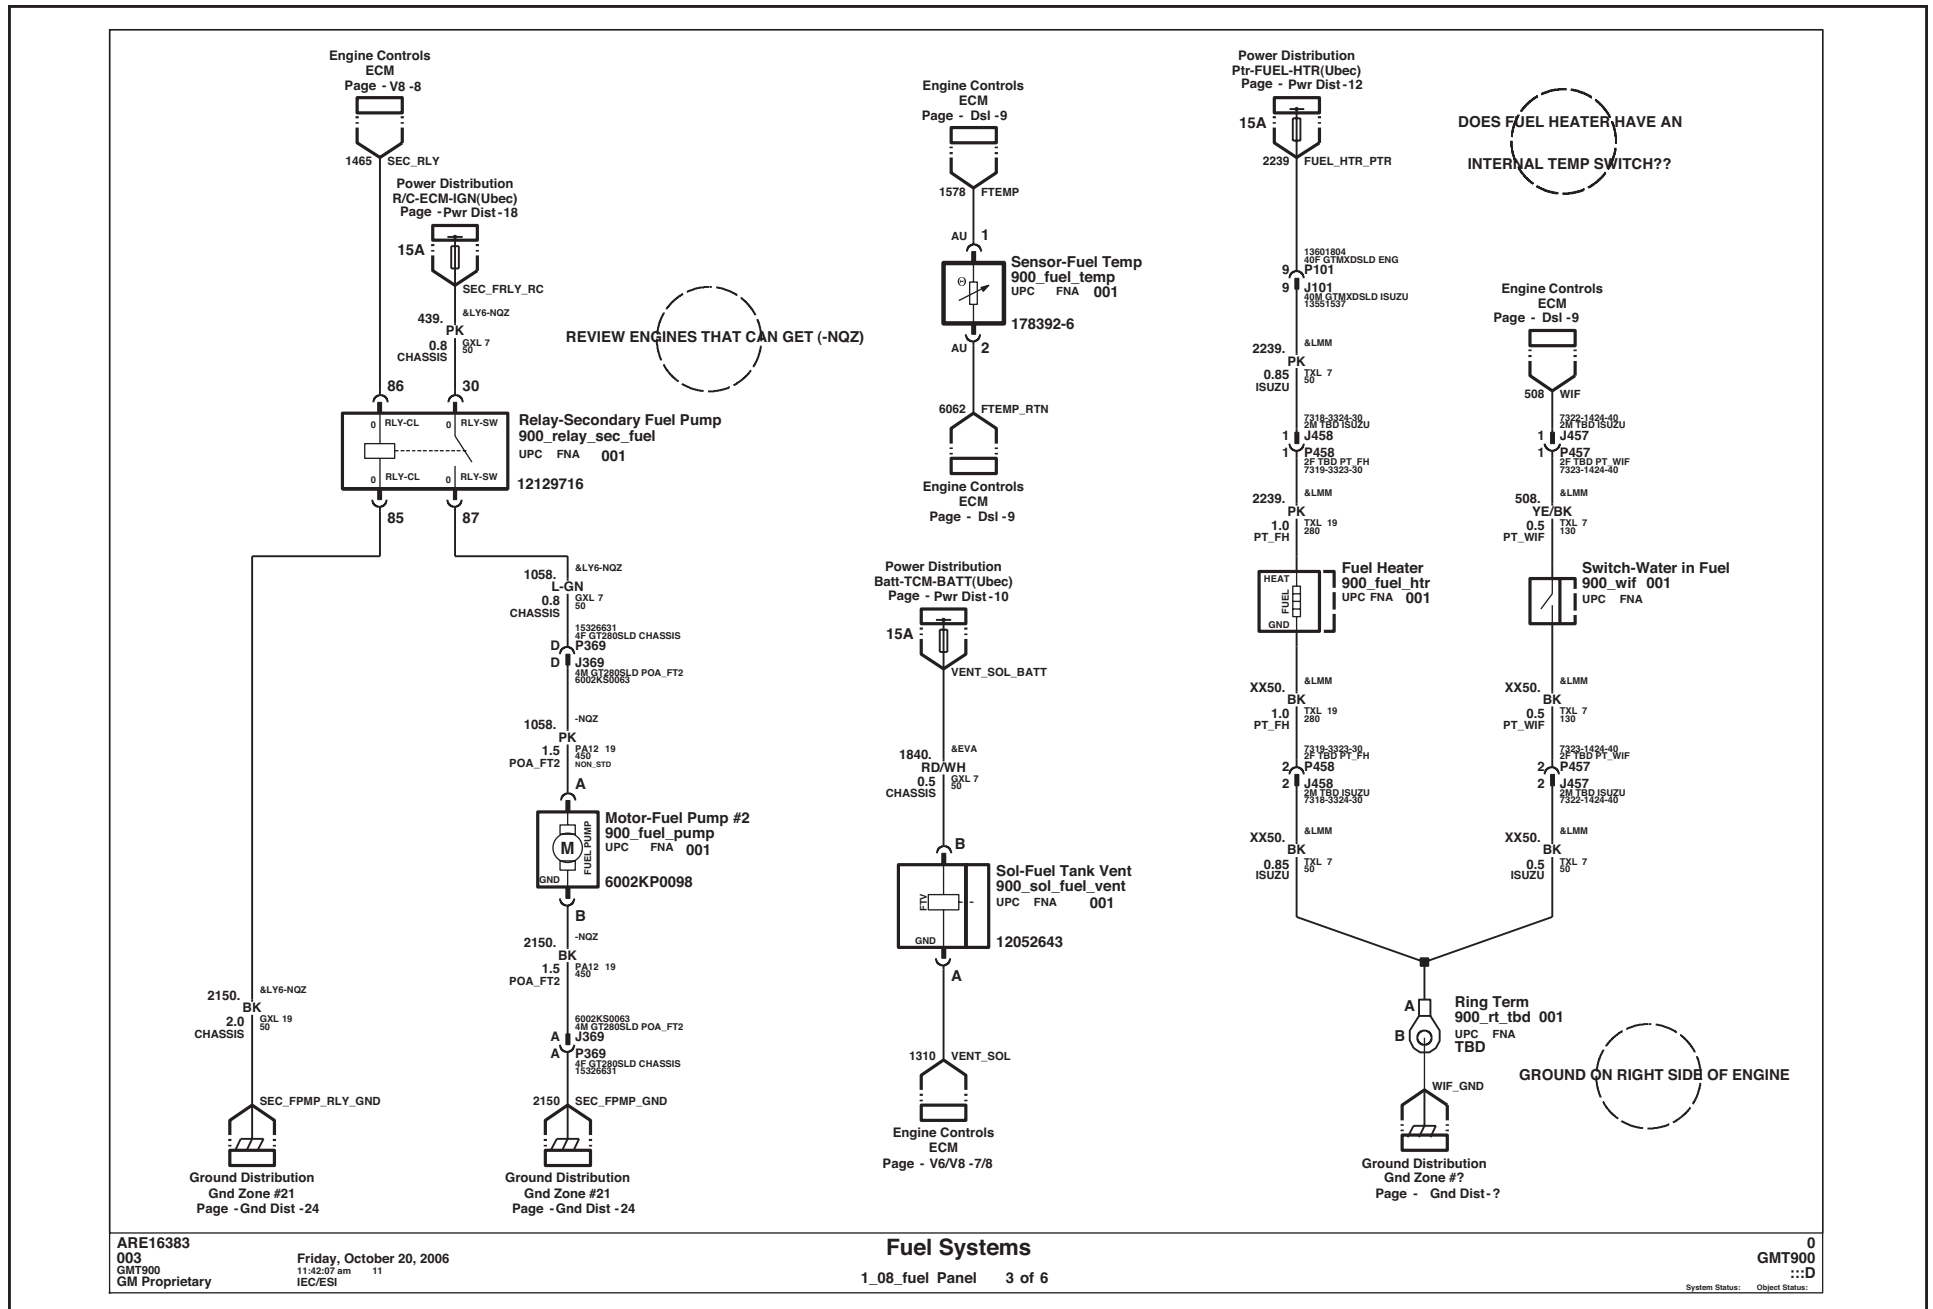 Engine Controls
ECM
Page - V8 -8
1465 SEC_RLY
Power Distribution
R/C-ECM-IGN(Ubec)
Page -Pwr Dist -18
15A
SEC_FRLY_RC
439. &LY6-NQZ
PK
0.8 GXL 7
CHASSIS 50
86 30
0 RLY-CL 0 RLY-SW
0 RLY-CL 0 RLY-SW
Relay-Secondary Fuel Pump
900_relay_sec_fuel
UPC FNA 001
12129716
85 87
REVIEW ENGINES THAT CAN GET (-NQZ)
1058. &LY6-NQZ
L-GN
0.8 GXL 7
CHASSIS 50
15326631
4F GT280SLD CHASSIS
D P369
D J369
4M GT280SLD POA_FT2
6002KS0063
1058. -NQZ
PK
1.5 PA12 19
POA_FT2 450
NON_STD
A
M
FUEL PUMP
GND
Motor-Fuel Pump #2
900_fuel_pump
UPC FNA 001
6002KP0098
B
2150. -NQZ
BK
1.5 PA12 19
POA_FT2 450
6002KS0063
4M GT280SLD POA_FT2
A J369
A P369
4F GT280SLD CHASSIS
15326631
2150 SEC_FPMP_GND
Ground Distribution
Gnd Zone #21
Page -Gnd Dist -24
2150. &LY6-NQZ
BK
2.0 GXL 19
CHASSIS 50
SEC_FPMP_RLY_GND
Ground Distribution
Gnd Zone #21
Page -Gnd Dist -24
Engine Controls
ECM
Page - Dsl -9
1578 FTEMP
AU 1
Θ
Sensor-Fuel Temp
900_fuel_temp
UPC FNA 001
178392-6
AU 2
6062 FTEMP_RTN
Engine Controls
ECM
Page - Dsl -9
Power Distribution
Batt-TCM-BATT(Ubec)
Page - Pwr Dist -10
15A
VENT_SOL_BATT
1840. &EVA
RD/WH
0.5 GXL 7
CHASSIS 50
B
FTV
GND
Sol-Fuel Tank Vent
900_sol_fuel_vent
UPC FNA 001
12052643
A
1310 VENT_SOL
Engine Controls
ECM
Page - V6/V8 -7/8
Power Distribution
Ptr-FUEL-HTR(Ubec)
Page - Pwr Dist -12
15A
2239 FUEL_HTR_PTR
DOES FUEL HEATER HAVE AN
INTERNAL TEMP SWITCH??
13601804
40F GTMXDSLD ENG
9 P101
9 J101
40M GTMXDSLD ISUZU
13551537
2239. &LMM
PK
0.85 TXL 7
ISUZU 50
7318-3324-30
2M TBD ISUZU
1 J458
1 P458
2F TBD PT_FH
7319-3323-30
2239. &LMM
PK
1.0 TXL 19
PT_FH 280
HEAT
FUEL
GND
Fuel Heater
900_fuel_htr
UPC FNA 001
XX50. &LMM
BK
1.0 TXL 19
PT_FH 280
7319-3323-30
2F TBD PT_FH
2 P458
2 J458
2M TBD ISUZU
7318-3324-30
XX50. &LMM
BK
0.85 TXL 7
ISUZU 50
Engine Controls
ECM
Page - Dsl -9
508 WIF
7322-1424-40
2M TBD ISUZU
1 J457
1 P457
2F TBD PT_WIF
7323-1424-40
508. &LMM
YE/BK
0.5 TXL 7
PT_WIF 130
Switch-Water in Fuel
900_wif 001
UPC FNA
XX50. &LMM
BK
0.5 TXL 7
PT_WIF 130
7323-1424-40
2F TBD PT_WIF
2 P457
2 J457
2M TBD ISUZU
7322-1424-40
XX50. &LMM
BK
0.5 TXL 7
ISUZU 50
A
B
Ring Term
900_rt_tbd 001
UPC FNA
TBD
WIF_GND
GROUND ON RIGHT SIDE OF ENGINE
Ground Distribution
Gnd Zone #?
Page - Gnd Dist-?
ARE16383
003
GMT900
GM Proprietary
Friday, October 20, 2006
11:42:07 am 11
IEC/ESI
Fuel Systems
1_08_fuel Panel 3 of 6
0
GMT900
:::D
System Status: Object Status: